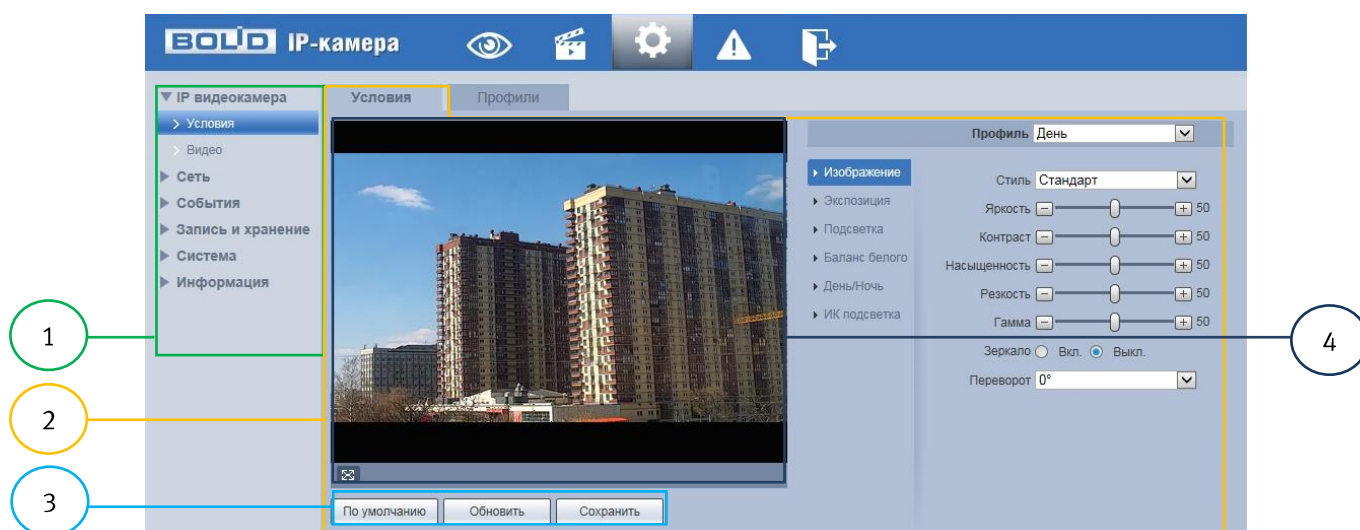 BOLID IP-камера
IP видеокамера
Условия
Видео
Сеть
События
Запись и хранение
Система
Информация
Условия
Профили
Профиль День
Изображение
Экспозиция
Подсветка
Баланс белого
День/Ночь
ИК подсветка
Стиль Стандарт
Яркость 50
Контраст 50
Насыщенность 50
Резкость 50
Гамма 50
Зеркало Вкл. Выкл.
Переворот 0°
По умолчанию Обновить Сохранить
1
2
3
4